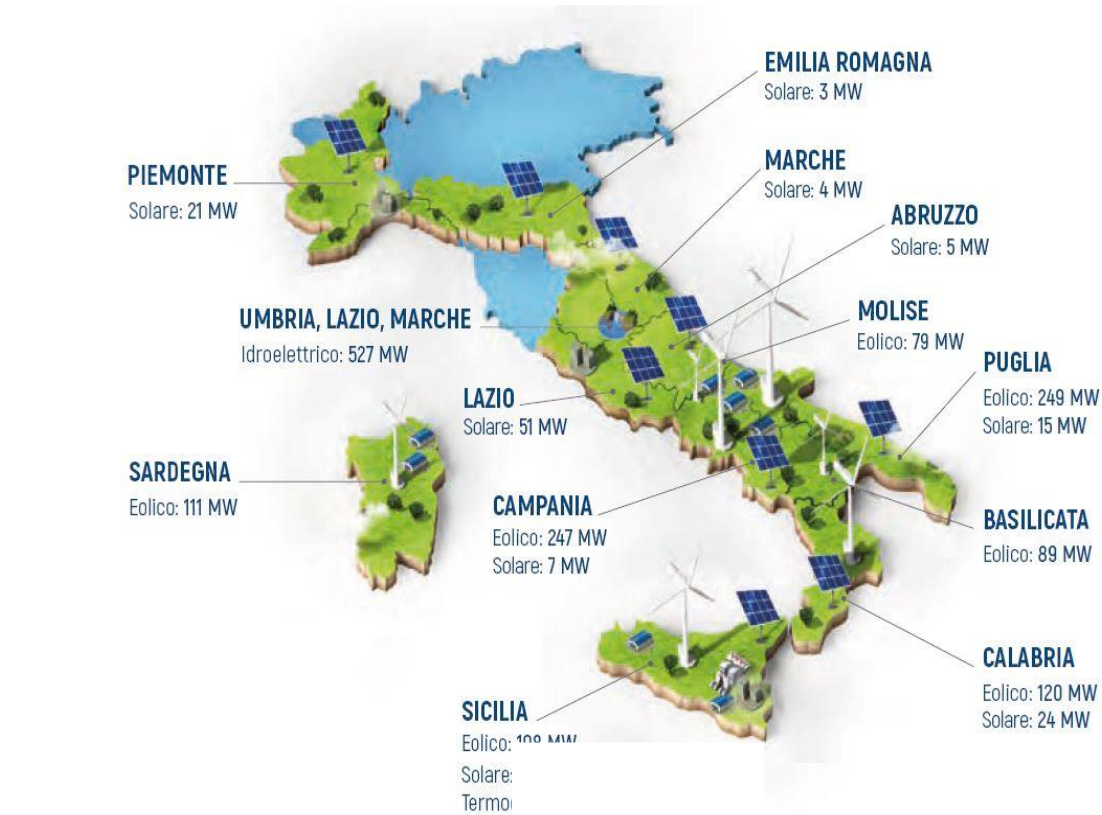 EMILIA ROMAGNA
Solare: 3 MW
MARCHE
Solare: 4 MW
PIEMONTE
Solare: 21 MW
ABRUZZO
Solare: 5 MW
UMBRIA, LAZIO, MARCHE
Idroelettrico: 527 MW
MOLISE
Eolico: 79 MW
PUGLIA
Eolico: 249 MW
Solare: 15 MW
LAZIO
Solare: 51 MW
SARDEGNA
Eolico: 111 MW
CAMPANIA
Eolico: 247 MW
Solare: 7 MW
BASILICATA
Eolico: 89 MW
CALABRIA
Eolico: 120 MW
Solare: 24 MW
SICILIA
Eolico: MW
Solare: